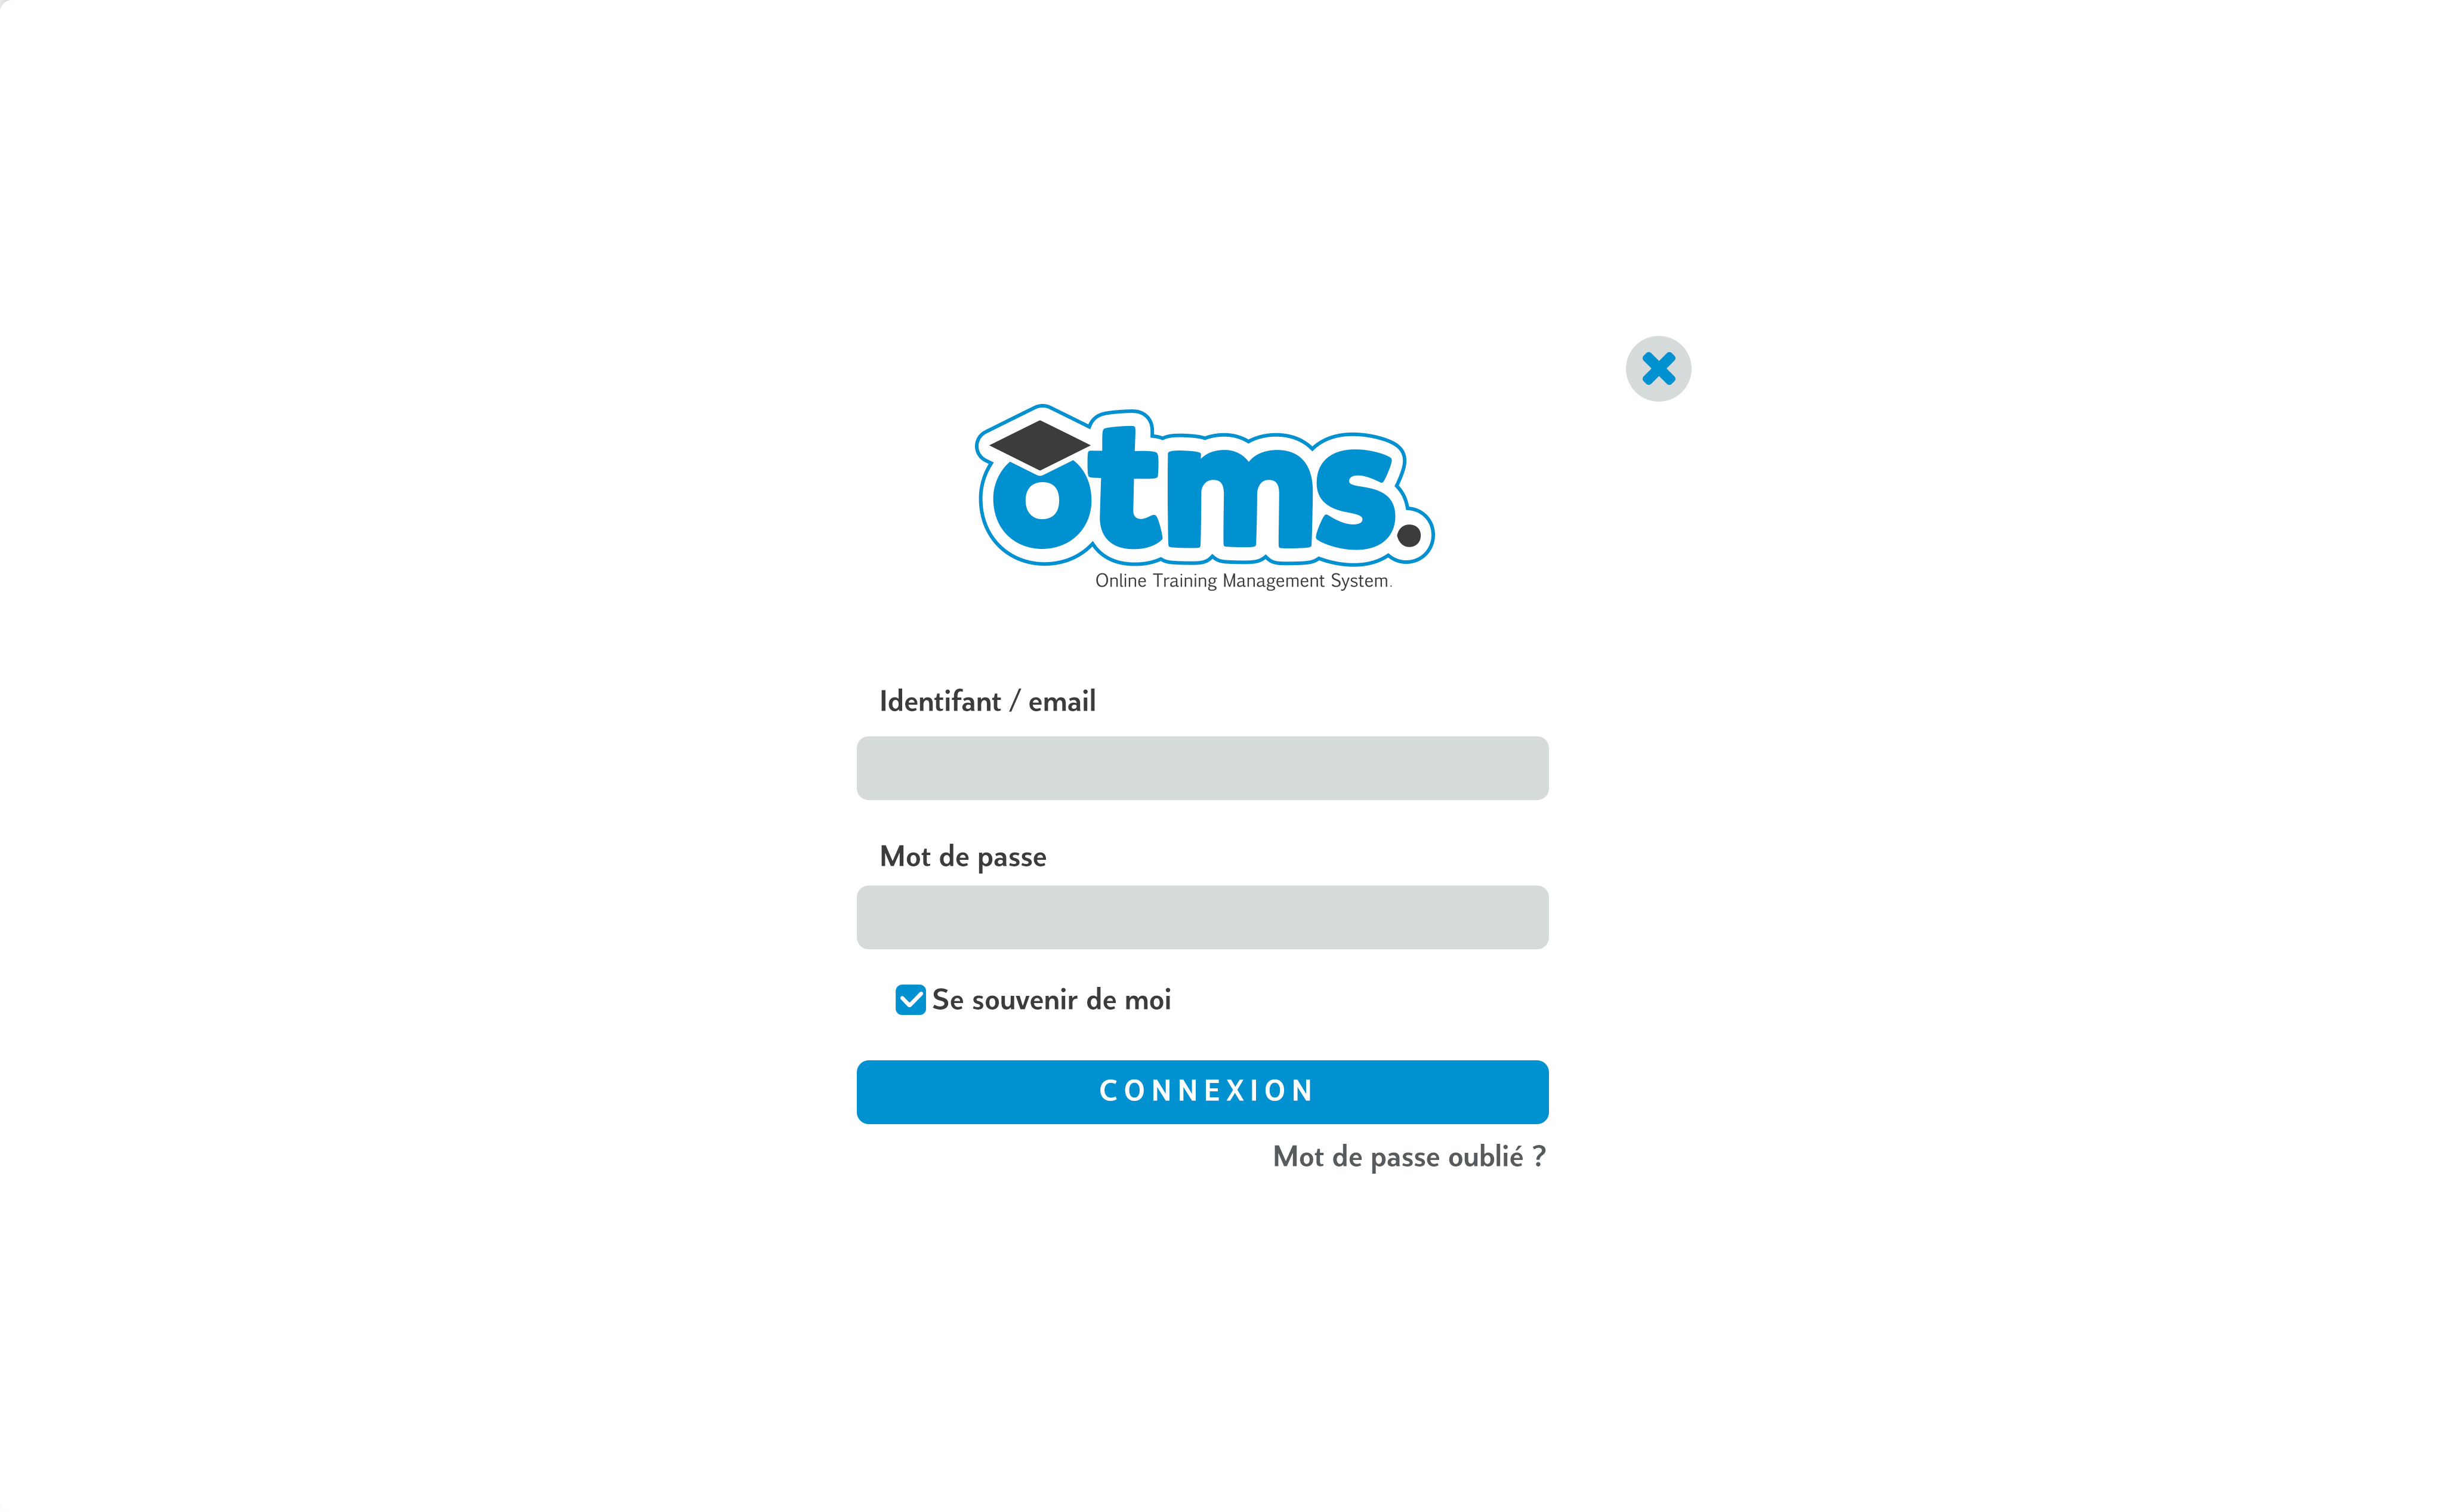 otms.
Online Training Management System.
Identifant / email
Mot de passe
Se souvenir de moi
CONNEXION
Mot de passe oublié ?